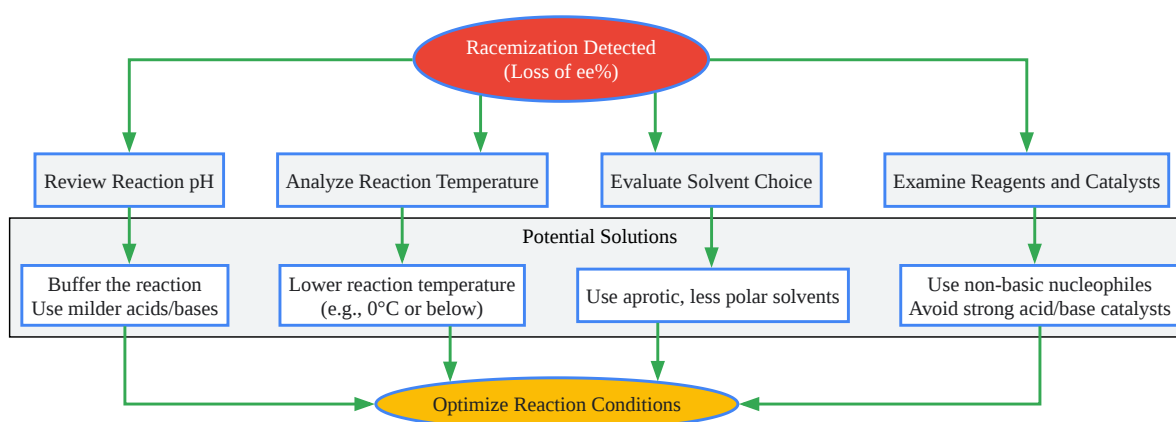 Racemization Detected
(Loss of ee%)
Review Reaction pH
Analyze Reaction Temperature
Evaluate Solvent Choice
Examine Reagents and Catalysts
Potential Solutions
Buffer the reaction
Use milder acids/bases
Lower reaction temperature
(e.g., 0°C or below)
Use aprotic, less polar solvents
Use non-basic nucleophiles
Avoid strong acid/base catalysts
Optimize Reaction Conditions